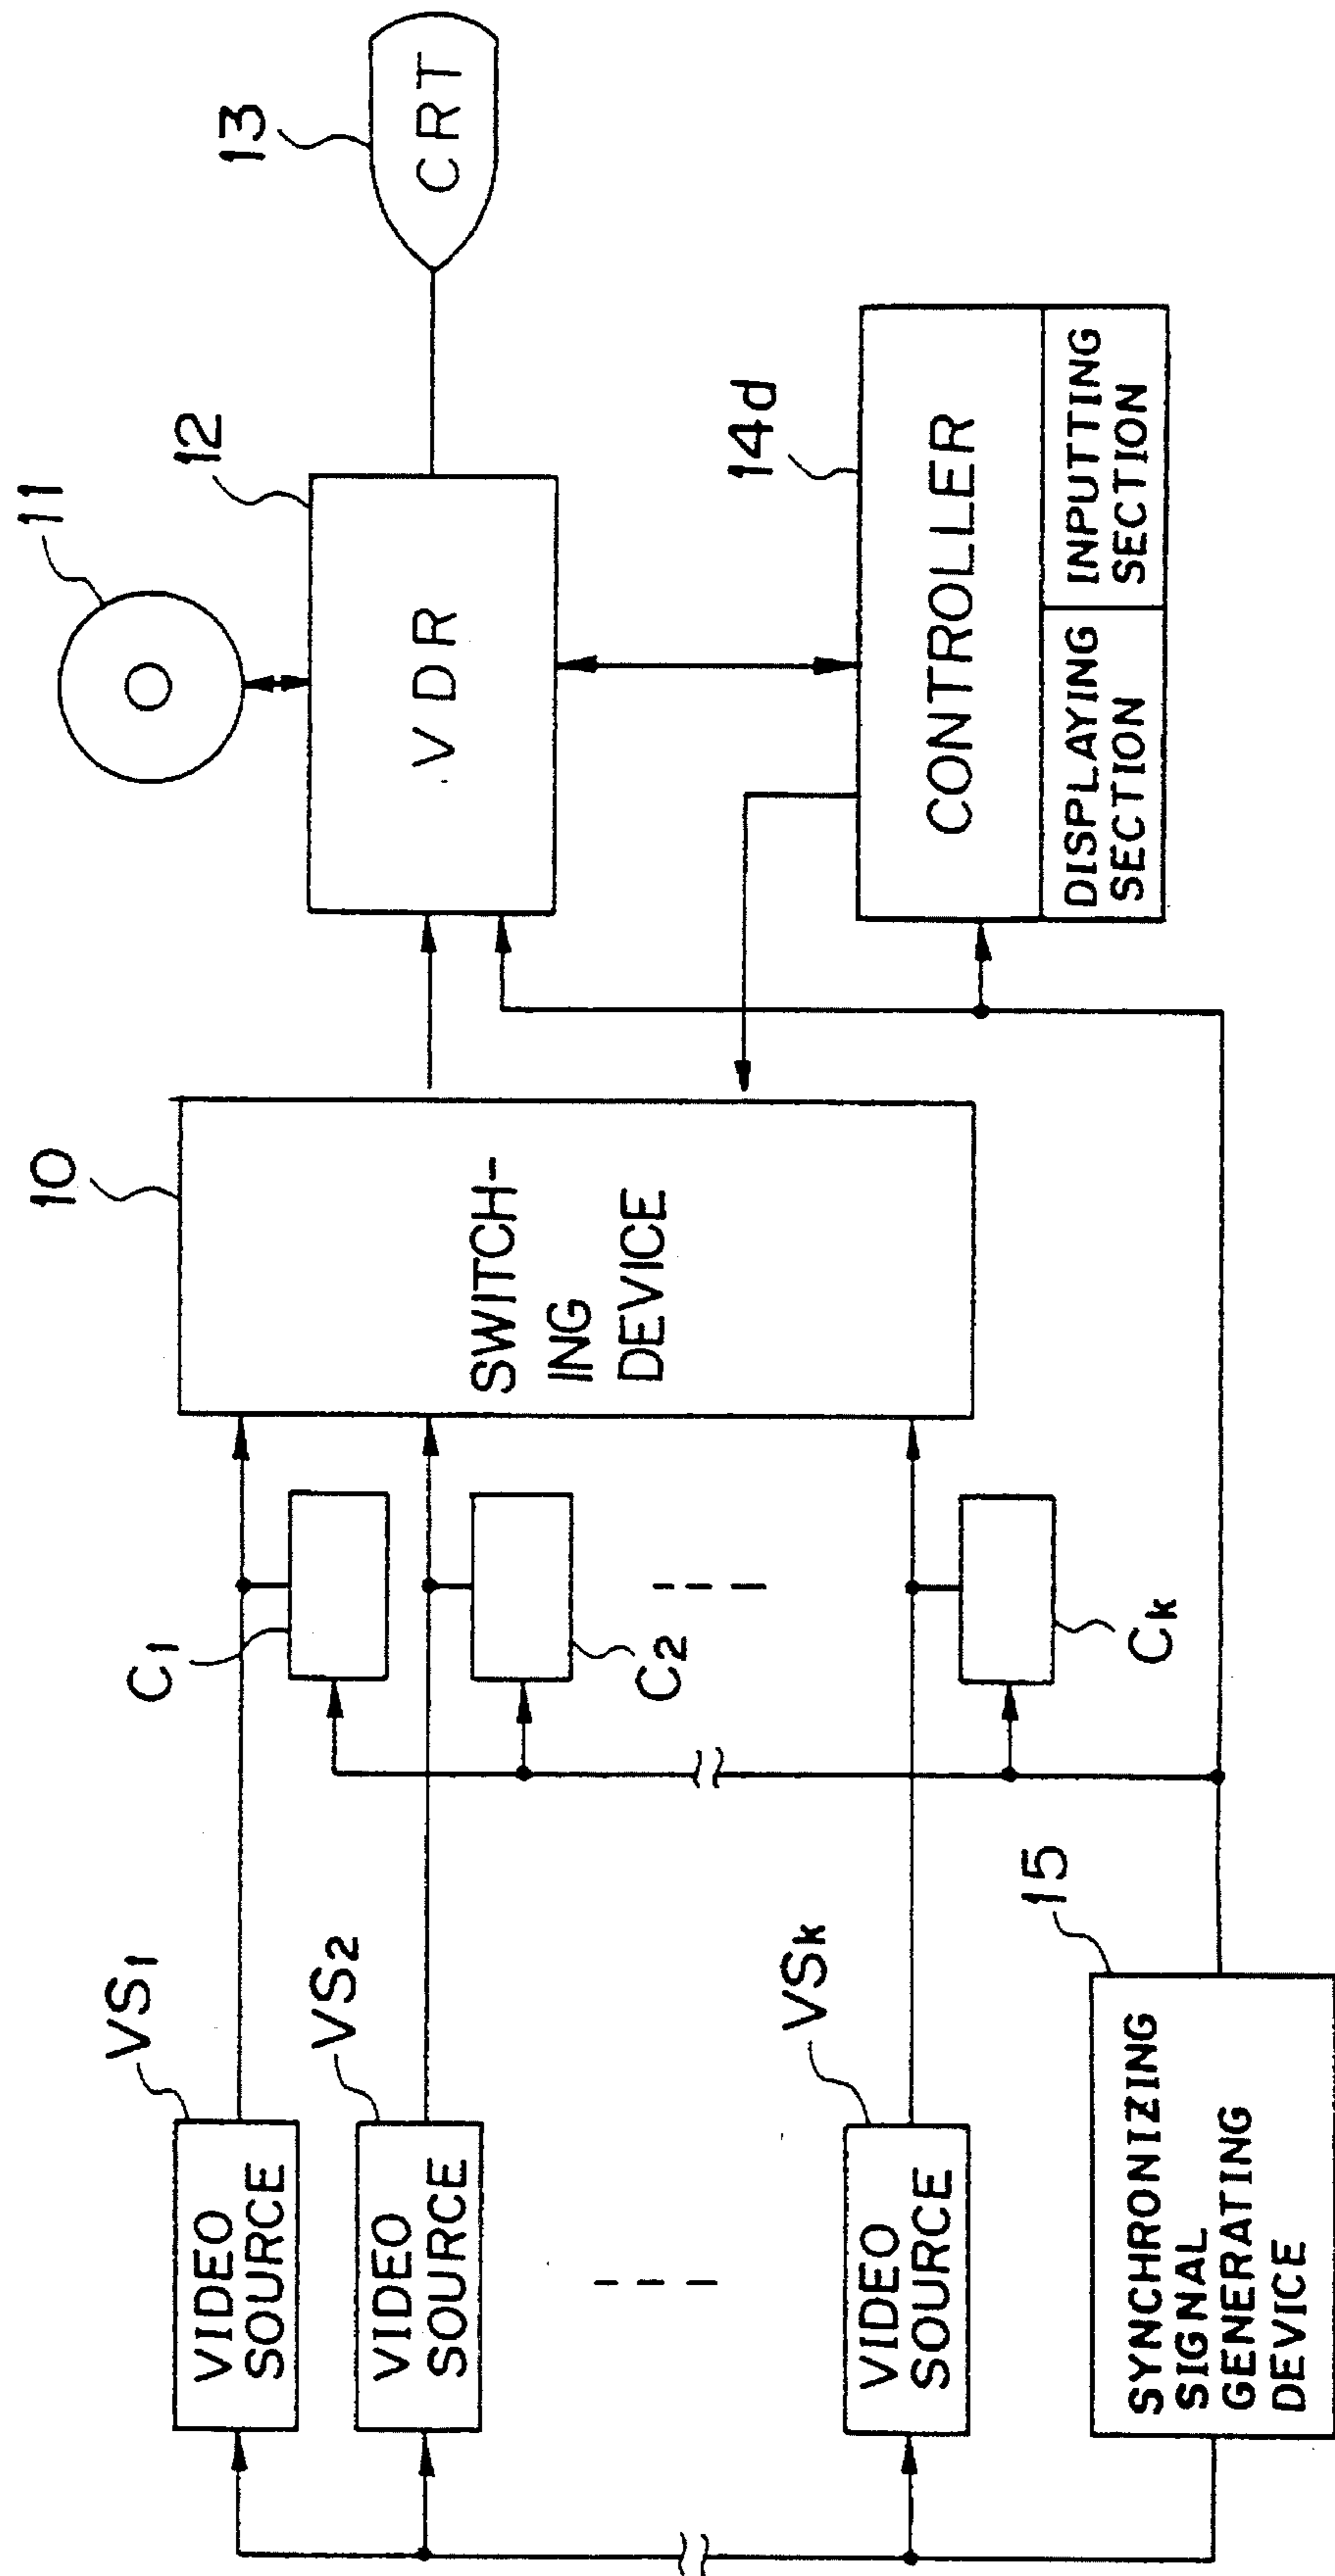 VS1
VIDEO
SOURCE
VS2
VIDEO
SOURCE
VSk
VIDEO
SOURCE
15
SYNCHRONIZING
SIGNAL
GENERATING
DEVICE
C1
C2
Ck
10
SWITCH-
ING
DEVICE
11
12
VDR
13
CRT
14d
CONTROLLER
DISPLAYING
SECTION
INPUTTING
SECTION